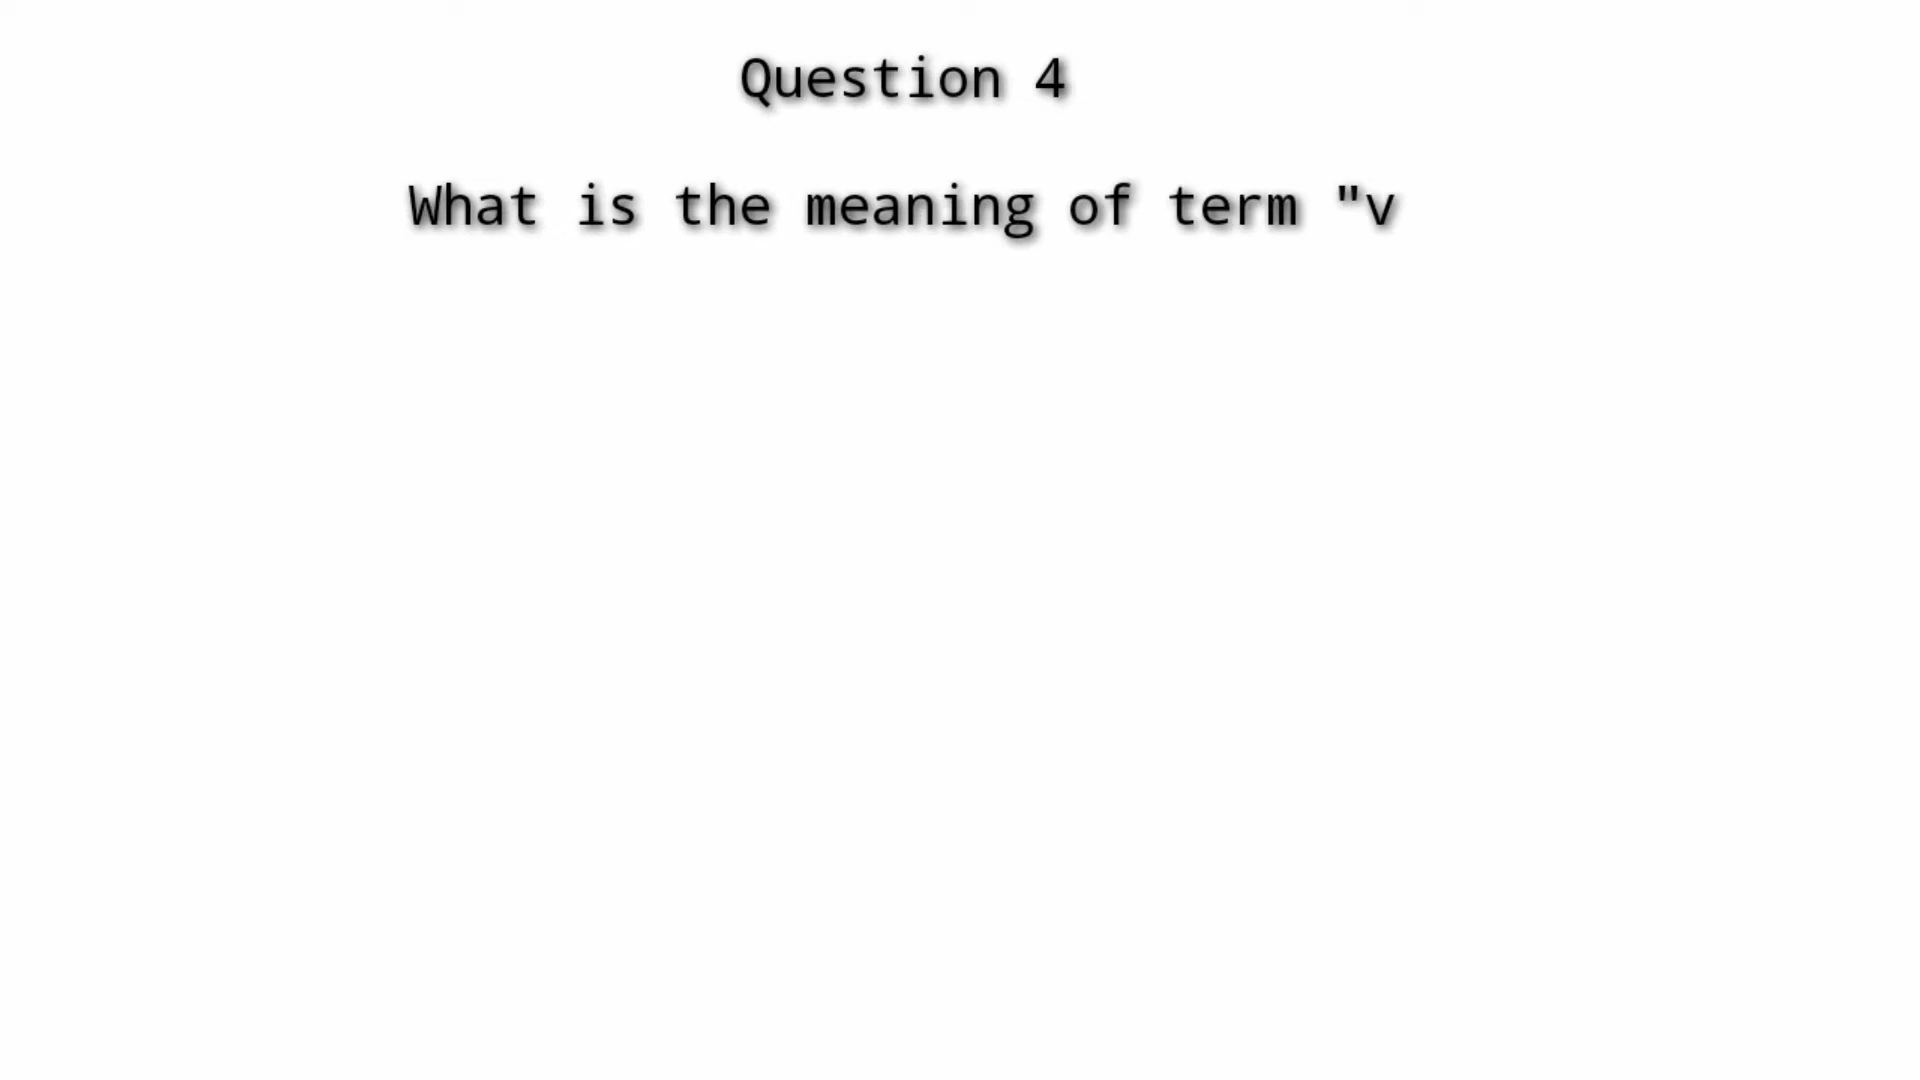 Question 4
What is the meaning of term "v